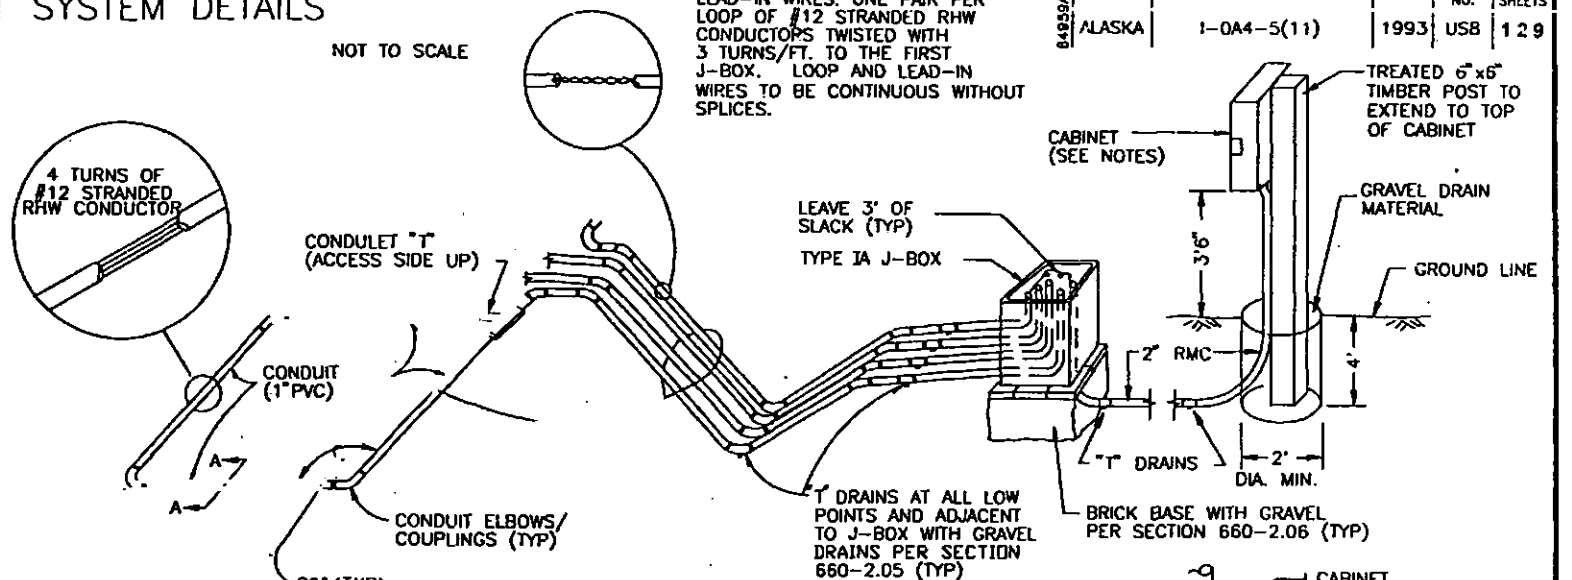 SYSTEM DETAILS
NOT TO SCALE
LEAD-IN WIRES. ONE PAIR PER
LOOP OF #12 STRANDED RHW
CONDUCTORS TWISTED WITH
3 TURNS/FT. TO THE FIRST
J-BOX. LOOP AND LEAD-IN
WIRES TO BE CONTINUOUS WITHOUT
SPLICES.
NO.
SHEETS
ALASKA
I-0A4-5(11)
1993
US8
129
TREATED 6"x6"
TIMBER POST TO
EXTEND TO TOP
OF CABINET
CABINET
(SEE NOTES)
GRAVEL DRAIN
MATERIAL
4 TURNS OF
#12 STRANDED
RHW CONDUCTOR
LEAVE 3' OF
SLACK (TYP)
TYPE IA J-BOX
3'6"
GROUND LINE
CONDULET "T"
(ACCESS SIDE UP)
CONDUIT
(1"PVC)
2" RMC
4'
A
A
"T" DRAINS
2'
DIA. MIN.
CONDUIT ELBOWS/
COUPLINGS (TYP)
"T" DRAINS AT ALL LOW
POINTS AND ADJACENT
TO J-BOX WITH GRAVEL
DRAINS PER SECTION
660-2.05 (TYP)
BRICK BASE WITH GRAVEL
PER SECTION 660-2.06 (TYP)
CABINET